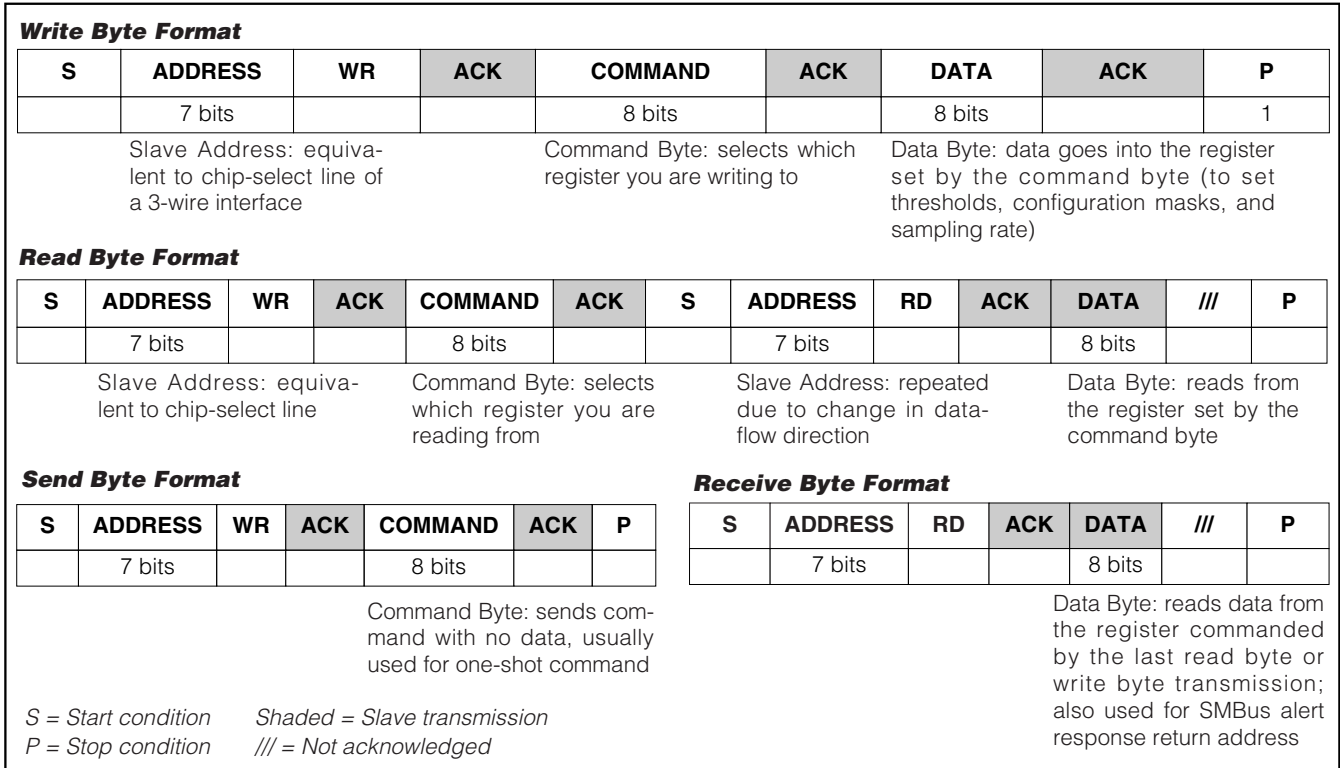 Write Byte Format
S ADDRESS WR ACK COMMAND ACK DATA ACK P
7 bits 8 bits 8 bits 1
Slave Address: equiva-
lent to chip-select line of
a 3-wire interface
Command Byte: selects which
register you are writing to
Data Byte: data goes into the register
set by the command byte (to set
thresholds, configuration masks, and
sampling rate)
Read Byte Format
S ADDRESS WR ACK COMMAND ACK S ADDRESS RD ACK DATA /// P
7 bits 8 bits 7 bits 8 bits
Slave Address: equiva-
lent to chip-select line
Command Byte: selects
which register you are
reading from
Slave Address: repeated
due to change in data-
flow direction
Data Byte: reads from
the register set by the
command byte
Send Byte Format
S ADDRESS WR ACK COMMAND ACK P
7 bits 8 bits
Command Byte: sends com-
mand with no data, usually
used for one-shot command
Receive Byte Format
S ADDRESS RD ACK DATA /// P
7 bits 8 bits
Data Byte: reads data from
the register commanded
by the last read byte or
write byte transmission;
also used for SMBus alert
response return address
S = Start condition Shaded = Slave transmission
P = Stop condition /// = Not acknowledged